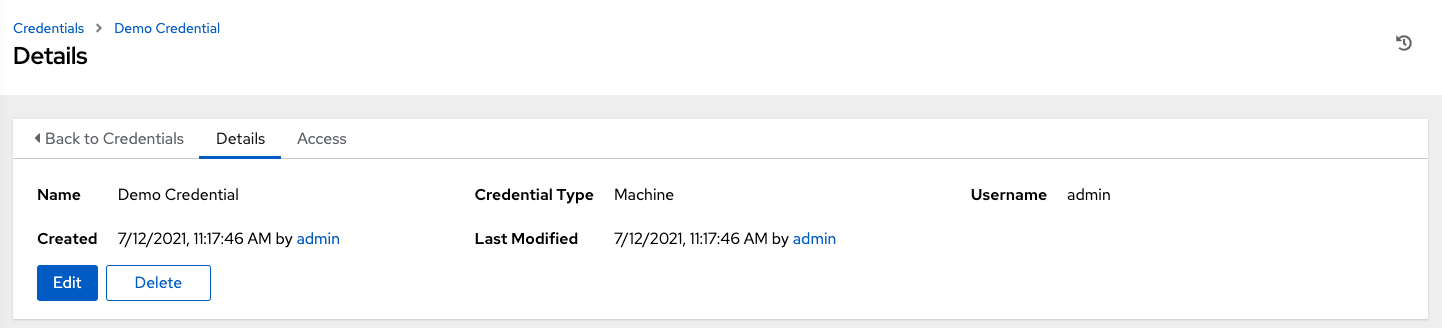 Credentials Demo Credential
Details
Back to Credentials Details Access
Name Demo Credential Credential Type Machine Username admin
Created 7/12/2021, 11:17:46 AM by admin Last Modified 7/12/2021, 11:17:46 AM by admin
Edit Delete